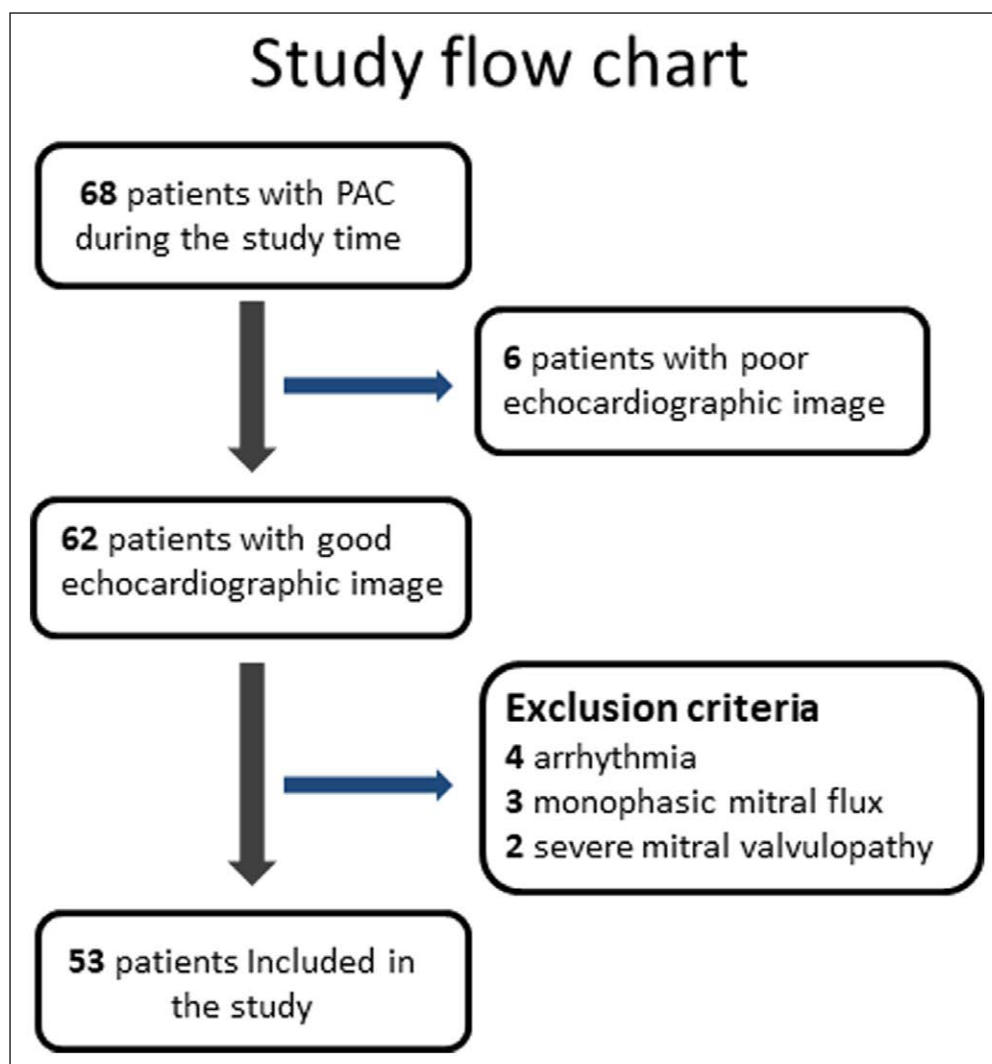 Study flow chart
68 patients with PAC
during the study time
6 patients with poor
echocardiographic image
62 patients with good
echocardiographic image
Exclusion criteria
4 arrhythmia
3 monophasic mitral flux
2 severe mitral valvulopathy
53 patients Included in
the study